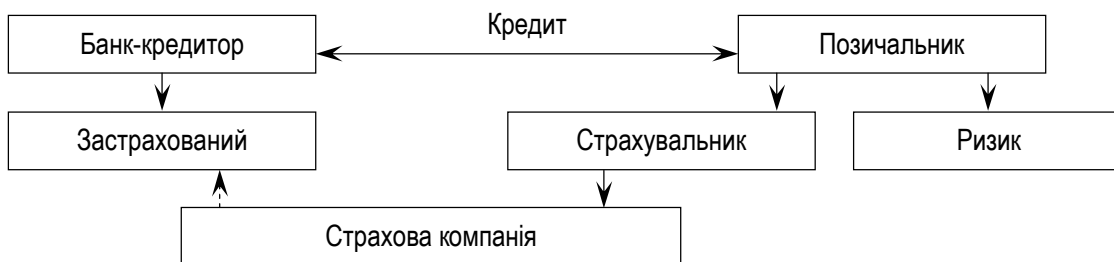 Кредит
Банк-кредитор
Позичальник
Застрахований
Страхувальник
Ризик
Страхова компанія